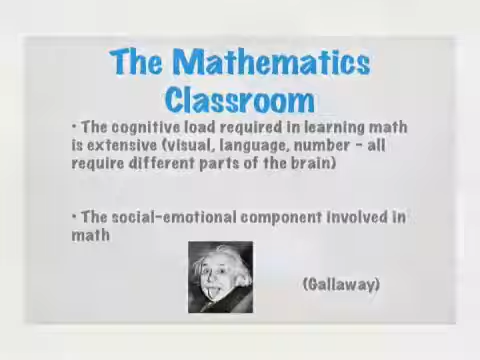 The Mathematics
Classroom
• The cognitive load required in learning math
is extensive (visual, language, number - all
require different parts of the brain)
• The social-emotional component involved in
math
(Gallaway)